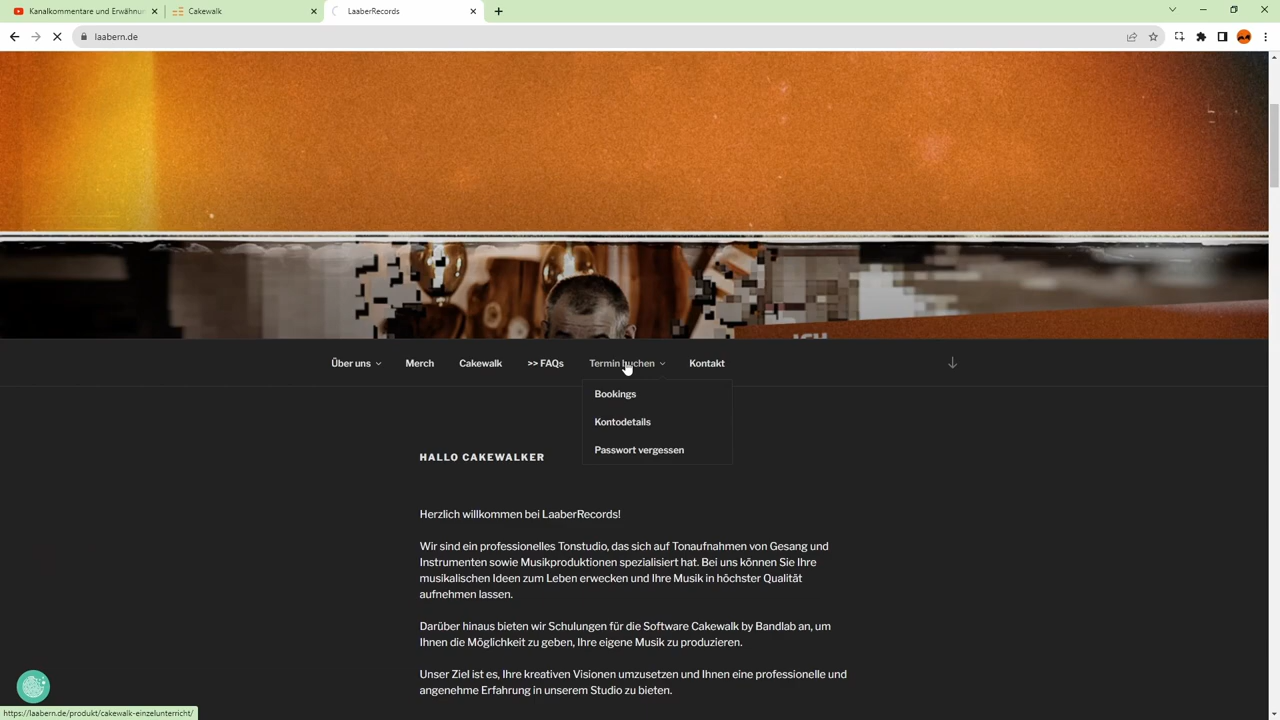 Kanalkommentare und Erwähnun
Cakewalk
LaaberRecords
laabern.de
ICH
Über uns
Merch
Cakewalk
>> FAQs
Termin buchen
Kontakt
Bookings
Kontodetails
Passwort vergessen
HALLO CAKEWALKER
Herzlich willkommen bei LaaberRecords!
Wir sind ein professionelles Tonstudio, das sich auf Tonaufnahmen von Gesang und
Instrumenten sowie Musikproduktionen spezialisiert hat. Bei uns können Sie Ihre
musikalischen Ideen zum Leben erwecken und Ihre Musik in höchster Qualität
aufnehmen lassen.
Darüber hinaus bieten wir Schulungen für die Software Cakewalk by Bandlab an, um
Ihnen die Möglichkeit zu geben, Ihre eigene Musik zu produzieren.
Unser Ziel ist es, Ihre kreativen Visionen umzusetzen und Ihnen eine professionelle und
angenehme Erfahrung in unserem Studio zu bieten.
https://laabern.de/produkt/cakewalk-einzelunterricht/